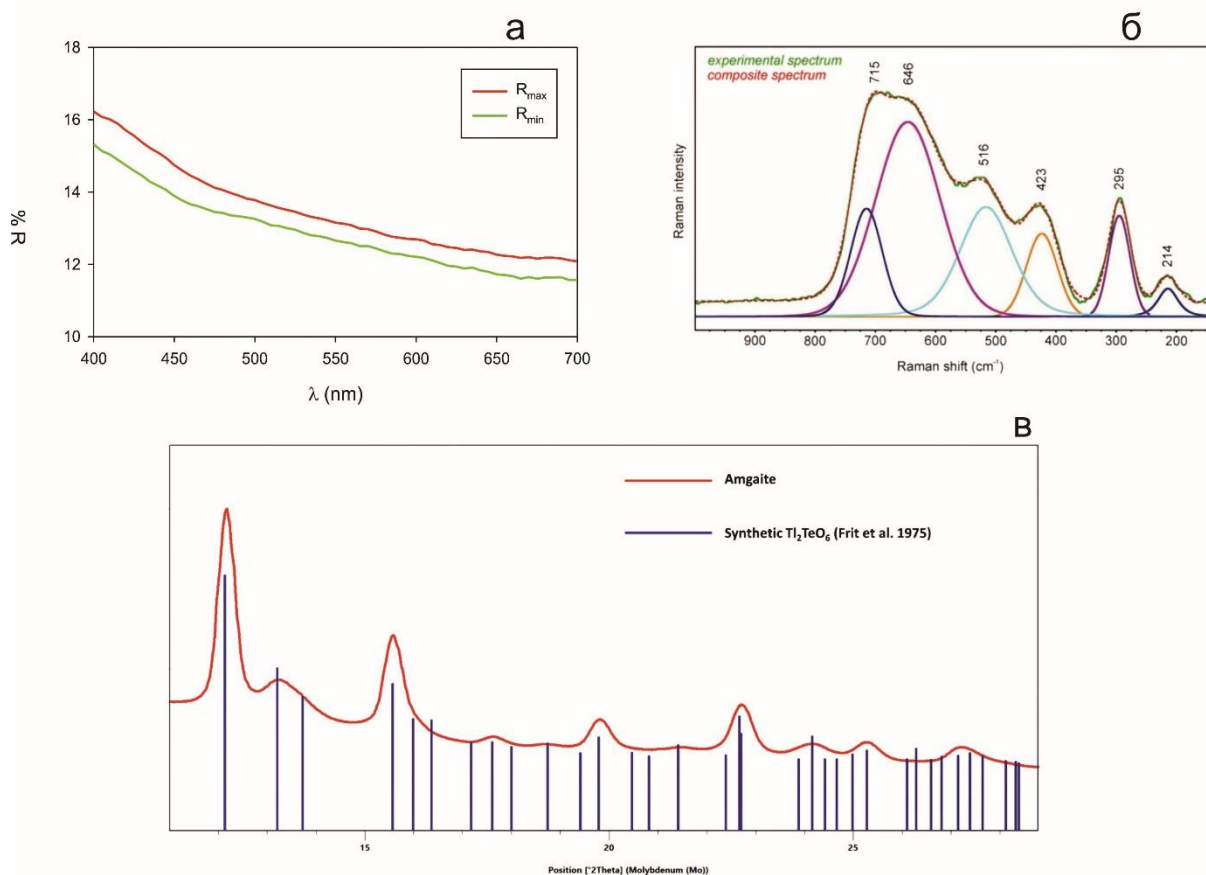 а
18
16
14
12
10
% R
R_max
R_min
400 450 500 550 600 650 700
λ (nm)
б
experimental spectrum
composite spectrum
715 646 516 423 295 214
Raman intensity
900 800 700 600 500 400 300 200
Raman shift (cm⁻¹)
в
Amgaite
Synthetic Tl₂TeO₆ (Frit et al. 1975)
15 20 25
Position [°2Theta] (Molybdenum (Mo))